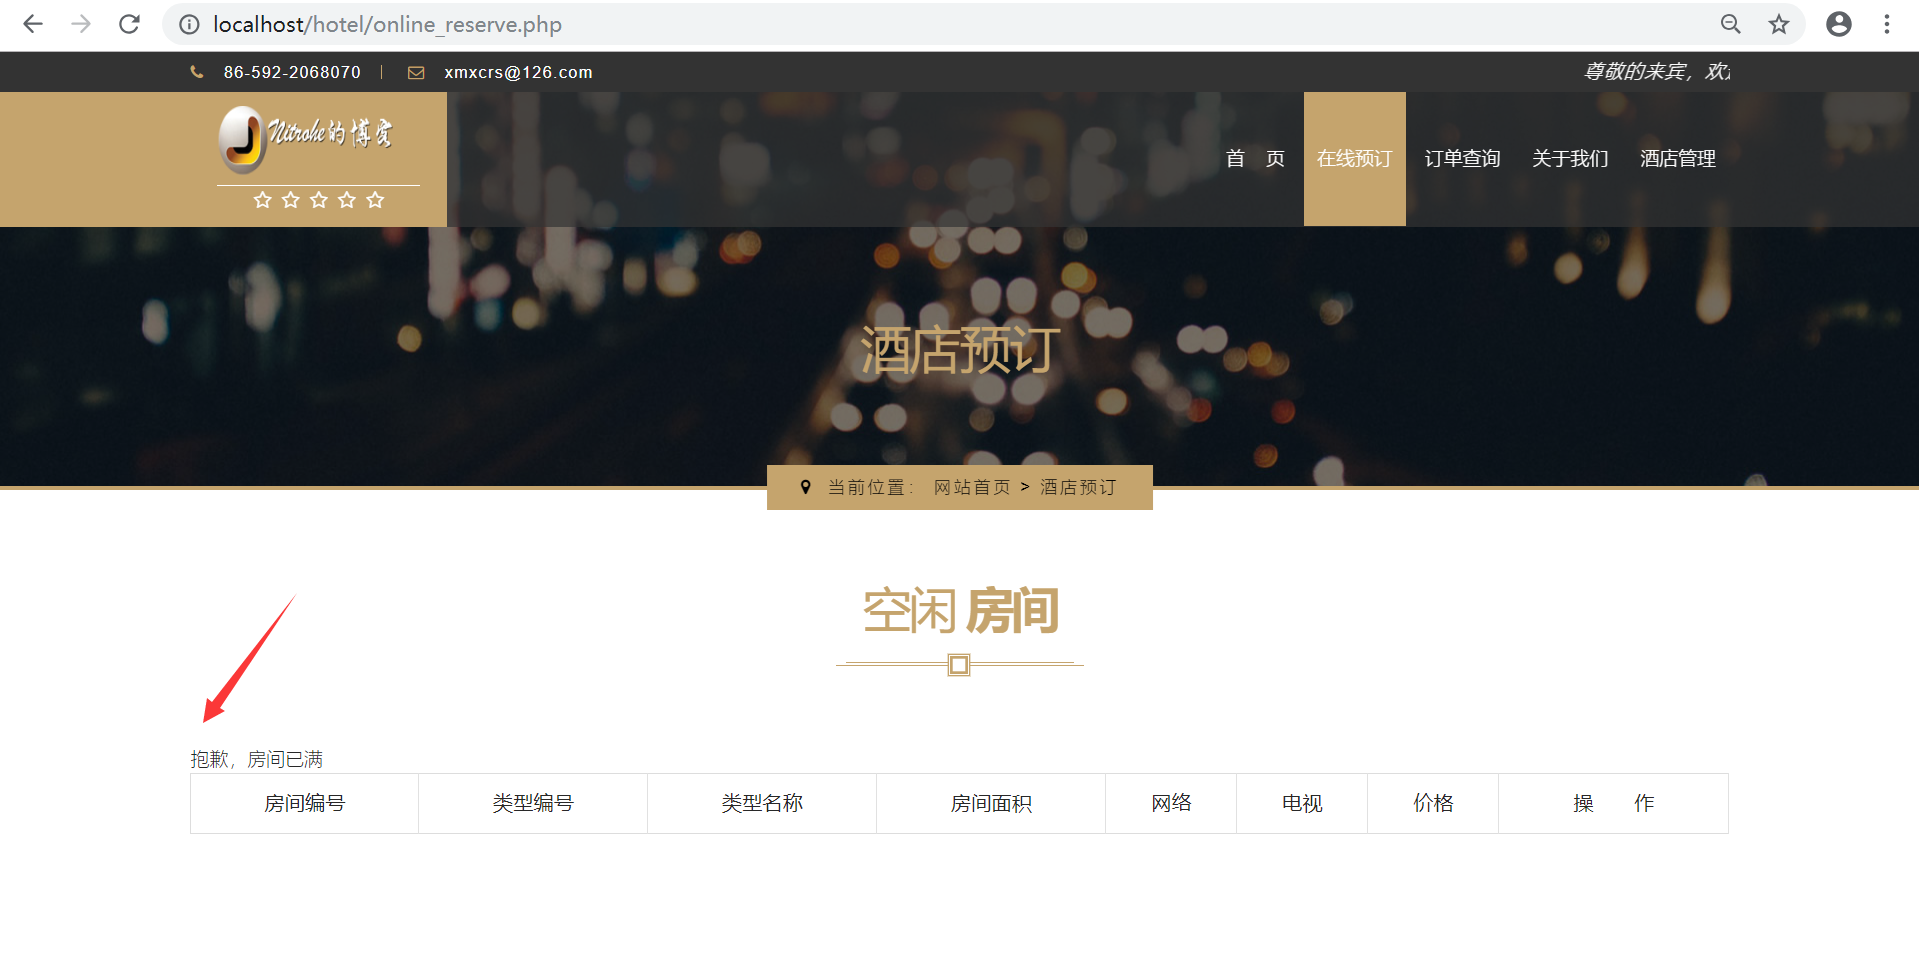 localhost/hotel/online_reserve.php
86-592-2068070 | xmxcrs@126.com
尊敬的来宾，欢
Nitrohe的博客
首 页 在线预订 订单查询 关于我们 酒店管理
酒店预订
当前位置： 网站首页 > 酒店预订
空闲 房间
抱歉，房间已满
房间编号 类型编号 类型名称 房间面积 网络 电视 价格 操 作